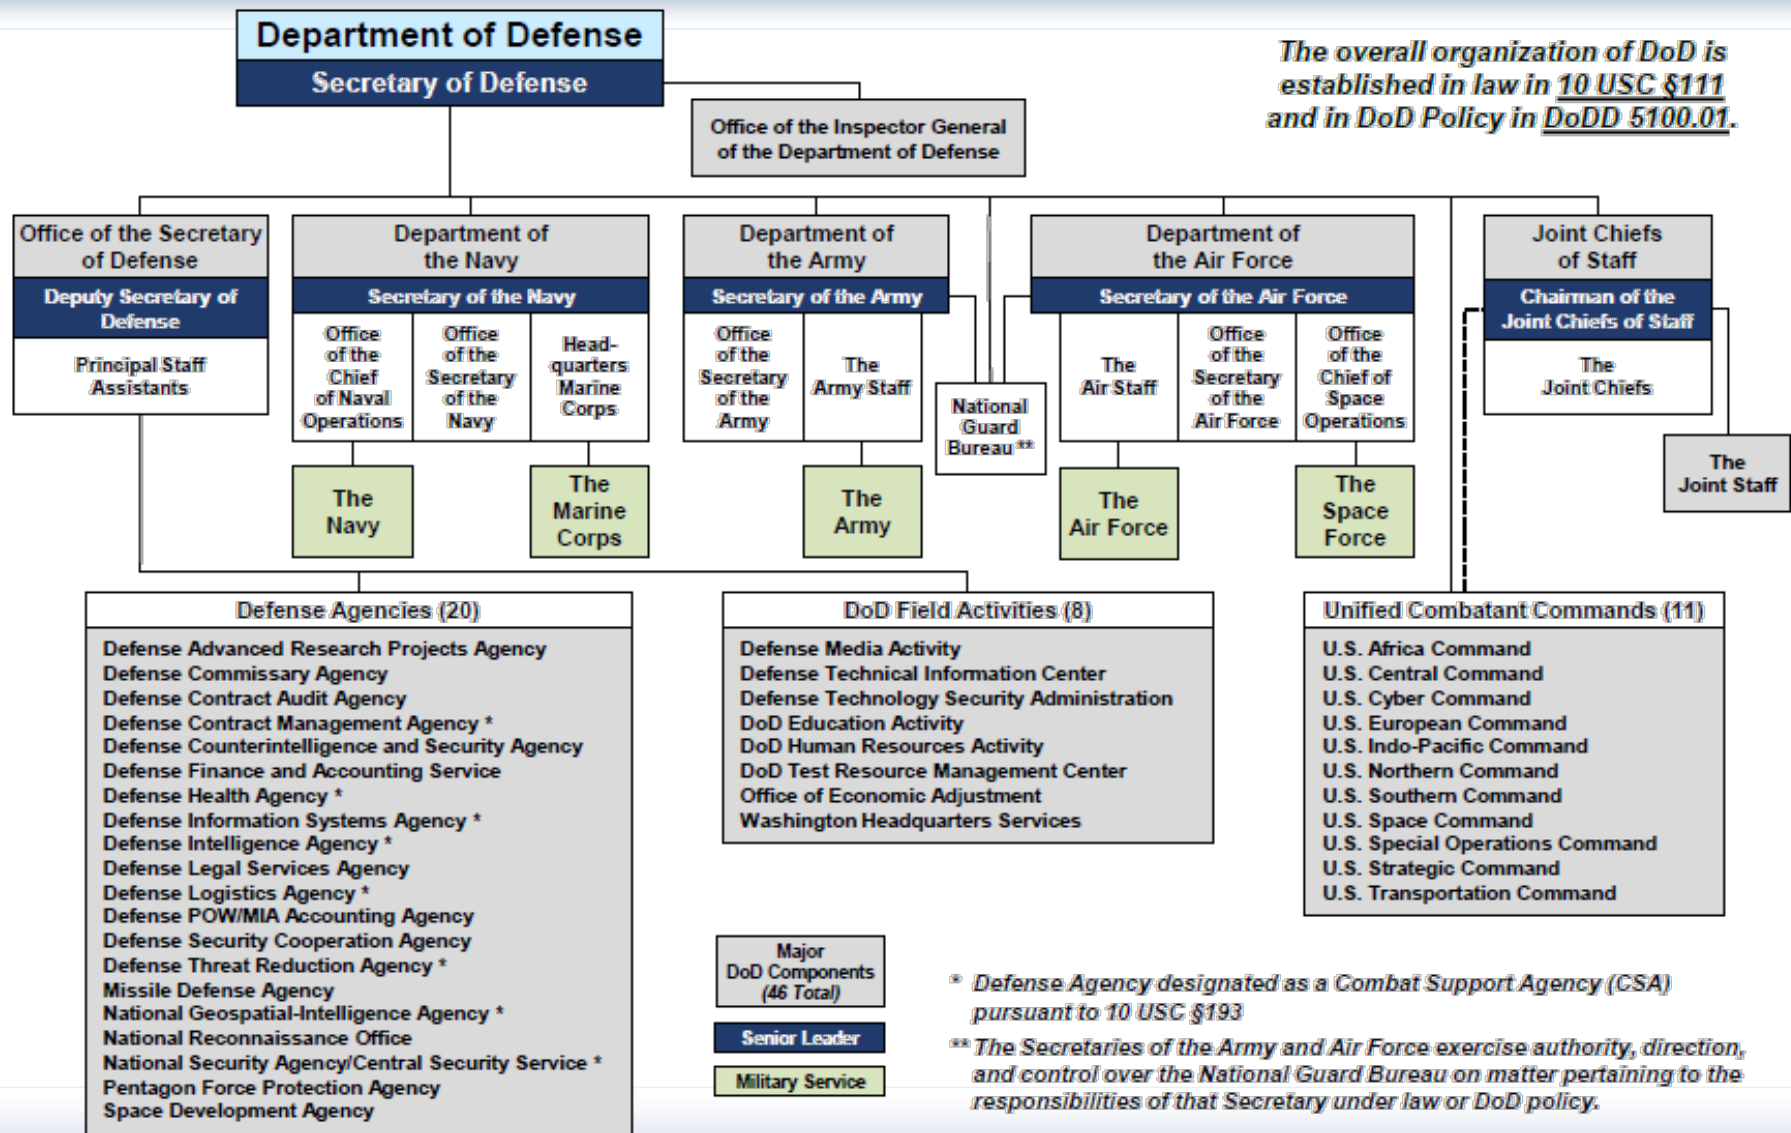 Department of Defense
Secretary of Defense
The overall organization of DoD is
established in law in 10 USC §111
and in DoD Policy in DoDD 5100.01.
Office of the Inspector General
of the Department of Defense
Office of the Secretary
of Defense
Deputy Secretary of
Defense
Principal Staff
Assistants
Department of
the Navy
Secretary of the Navy
Office
of the
Chief
of Naval
Operations
Office
of the
Secretary
of the
Navy
Head-
quarters
Marine
Corps
The
Navy
The
Marine
Corps
Department of
the Army
Secretary of the Army
Office
of the
Secretary
of the
Army
The
Army Staff
The
Army
National
Guard
Bureau **
Department of
the Air Force
Secretary of the Air Force
The
Air Staff
Office
of the
Secretary
of the
Air Force
Office
of the
Chief of
Space
Operations
The
Air Force
The
Space
Force
Joint Chiefs
of Staff
Chairman of the
Joint Chiefs of Staff
The
Joint Chiefs
The
Joint Staff
Defense Agencies (20)
Defense Advanced Research Projects Agency
Defense Commissary Agency
Defense Contract Audit Agency
Defense Contract Management Agency *
Defense Counterintelligence and Security Agency
Defense Finance and Accounting Service
Defense Health Agency *
Defense Information Systems Agency *
Defense Intelligence Agency *
Defense Legal Services Agency
Defense Logistics Agency *
Defense POW/MIA Accounting Agency
Defense Security Cooperation Agency
Defense Threat Reduction Agency *
Missile Defense Agency
National Geospatial-Intelligence Agency *
National Reconnaissance Office
National Security Agency/Central Security Service *
Pentagon Force Protection Agency
Space Development Agency
DoD Field Activities (8)
Defense Media Activity
Defense Technical Information Center
Defense Technology Security Administration
DoD Education Activity
DoD Human Resources Activity
DoD Test Resource Management Center
Office of Economic Adjustment
Washington Headquarters Services
Unified Combatant Commands (11)
U.S. Africa Command
U.S. Central Command
U.S. Cyber Command
U.S. European Command
U.S. Indo-Pacific Command
U.S. Northern Command
U.S. Southern Command
U.S. Space Command
U.S. Special Operations Command
U.S. Strategic Command
U.S. Transportation Command
Major
DoD Components
(46 Total)
Senior Leader
Military Service
* Defense Agency designated as a Combat Support Agency (CSA)
pursuant to 10 USC §193
** The Secretaries of the Army and Air Force exercise authority, direction,
and control over the National Guard Bureau on matter pertaining to the
responsibilities of that Secretary under law or DoD policy.